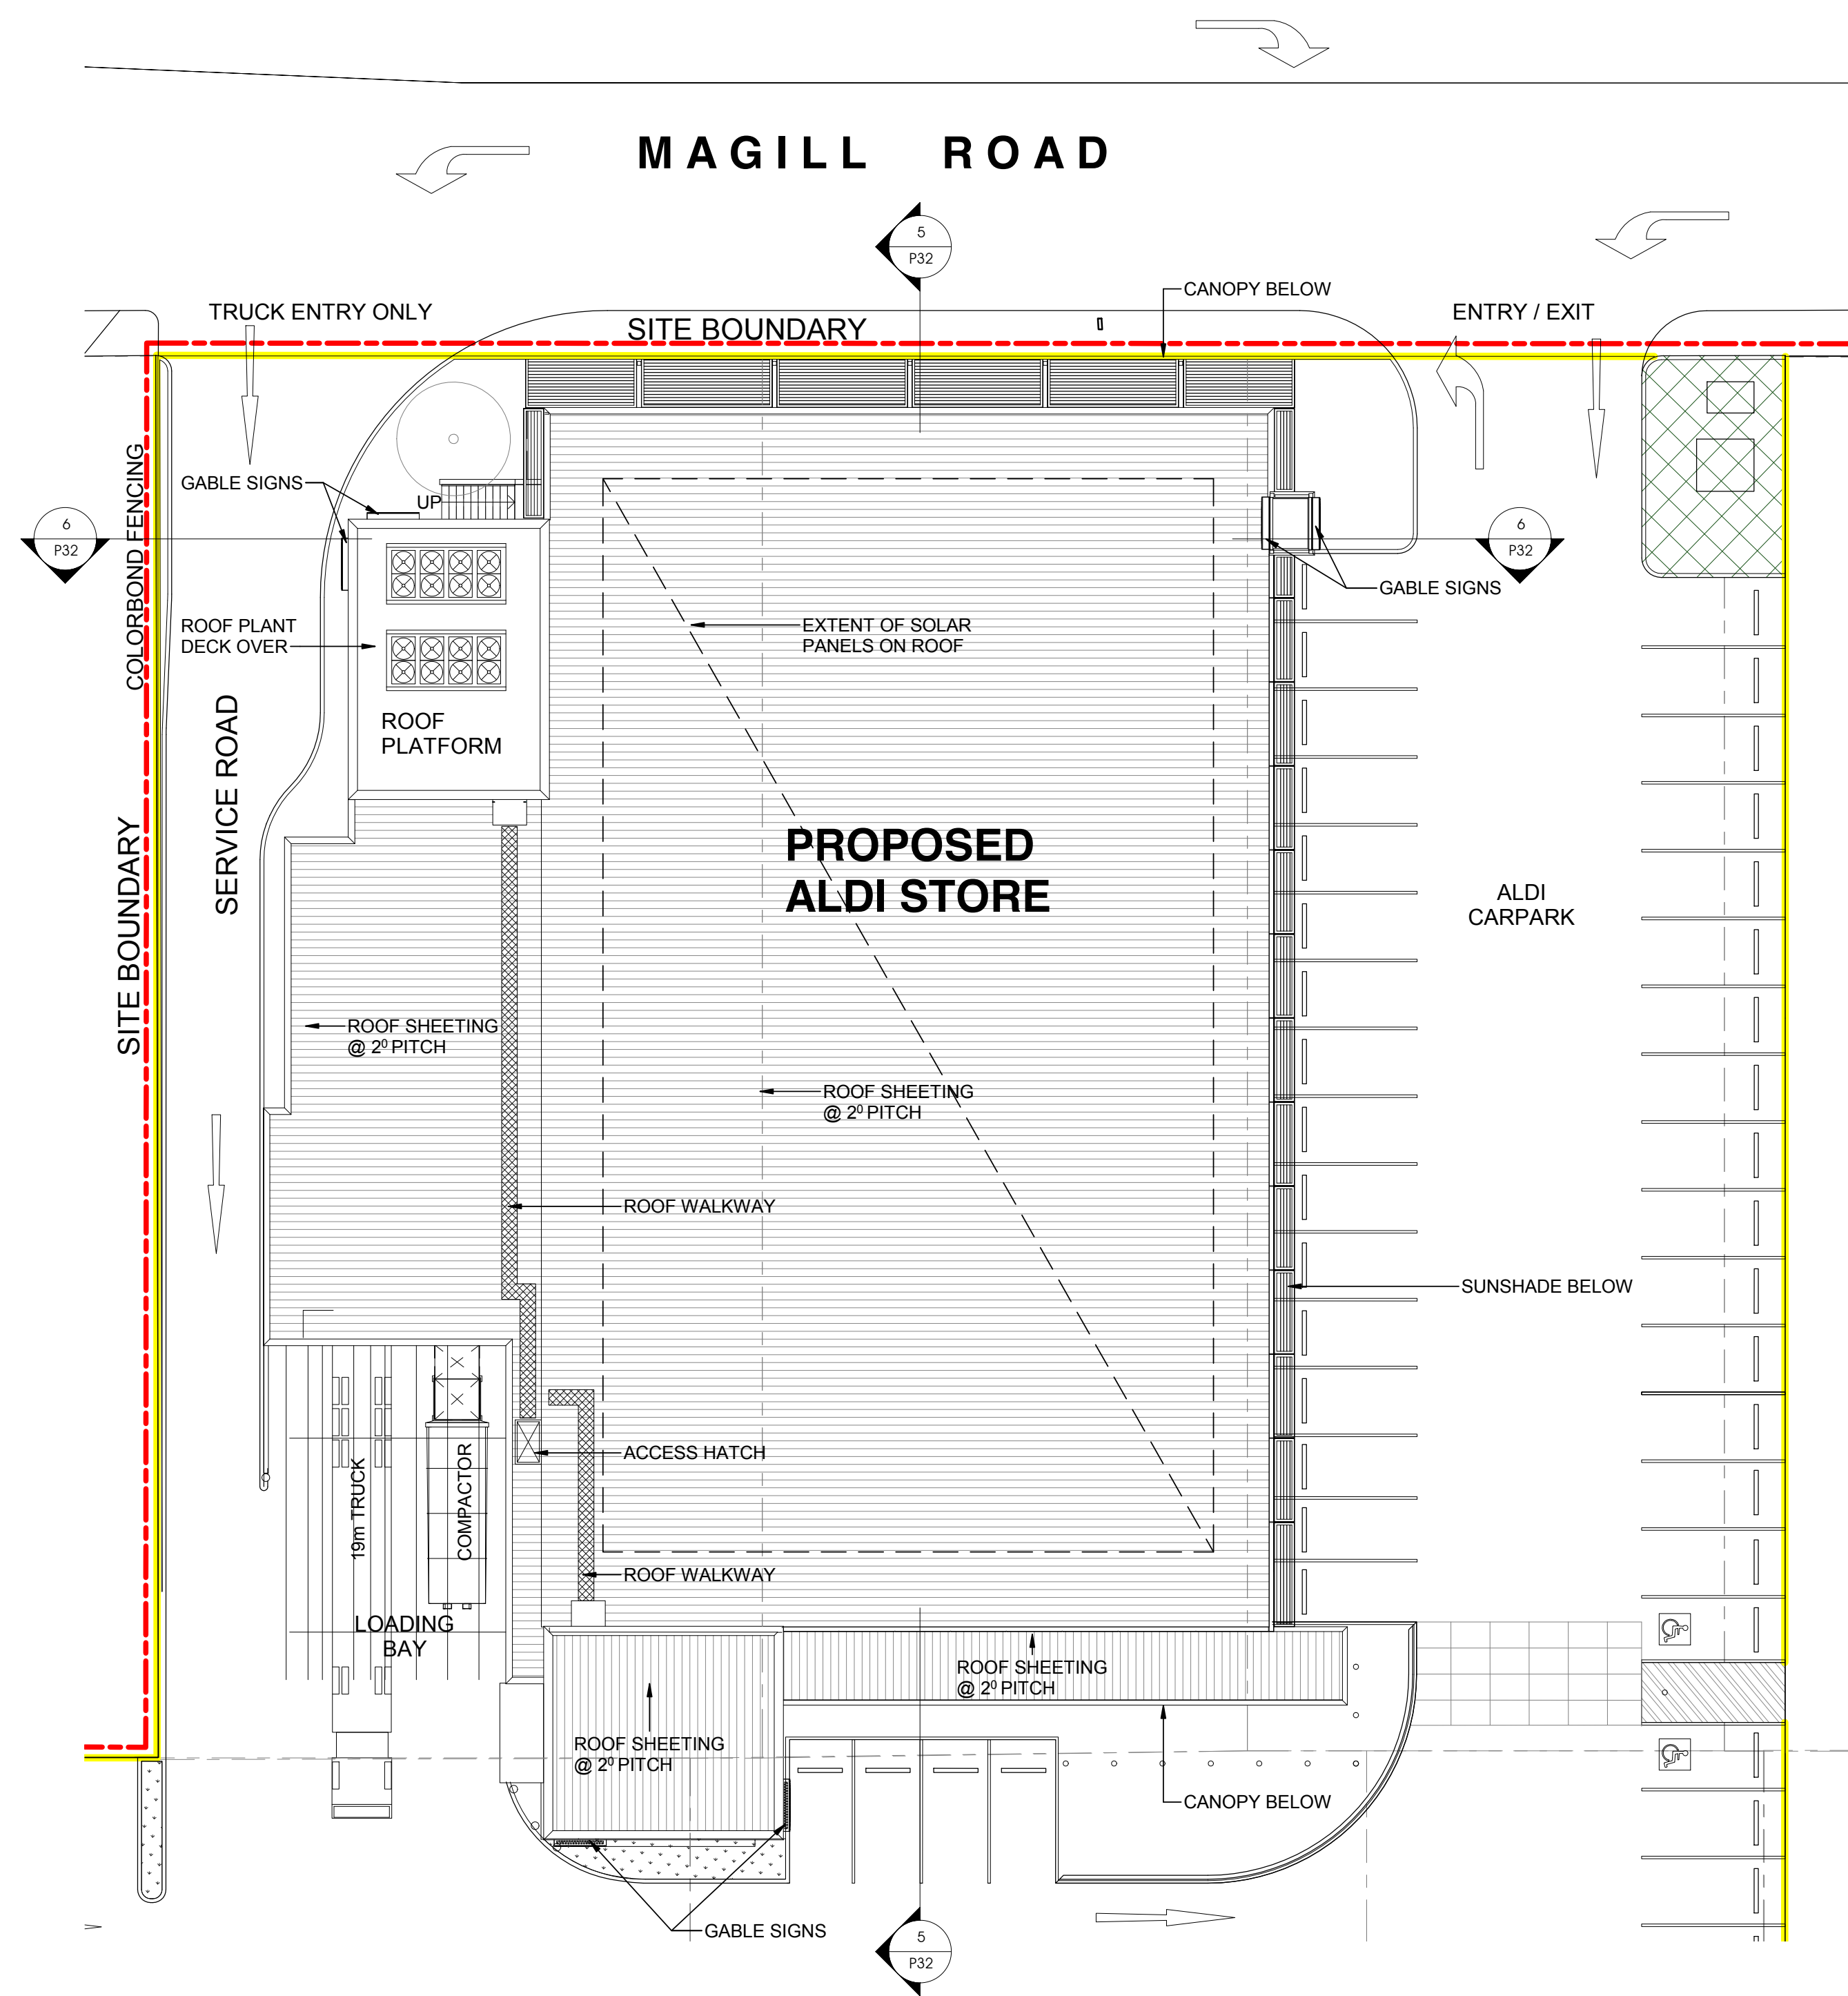 MAGILL ROAD
5
P32
CANOPY BELOW
TRUCK ENTRY ONLY
SITE BOUNDARY
ENTRY / EXIT
COLORBOND FENCING
GABLE SIGNS
UP
6
P32
6
P32
GABLE SIGNS
ROOF PLANT
DECK OVER
EXTENT OF SOLAR
PANELS ON ROOF
ROOF
PLATFORM
SERVICE ROAD
SITE BOUNDARY
PROPOSED
ALDI STORE
ALDI
CARPARK
ROOF SHEETING
@ 2⁰ PITCH
ROOF SHEETING
@ 2⁰ PITCH
ROOF WALKWAY
SUNSHADE BELOW
ACCESS HATCH
19m TRUCK
COMPACTOR
ROOF WALKWAY
LOADING
BAY
ROOF SHEETING
@ 2⁰ PITCH
ROOF SHEETING
@ 2⁰ PITCH
CANOPY BELOW
GABLE SIGNS
5
P32